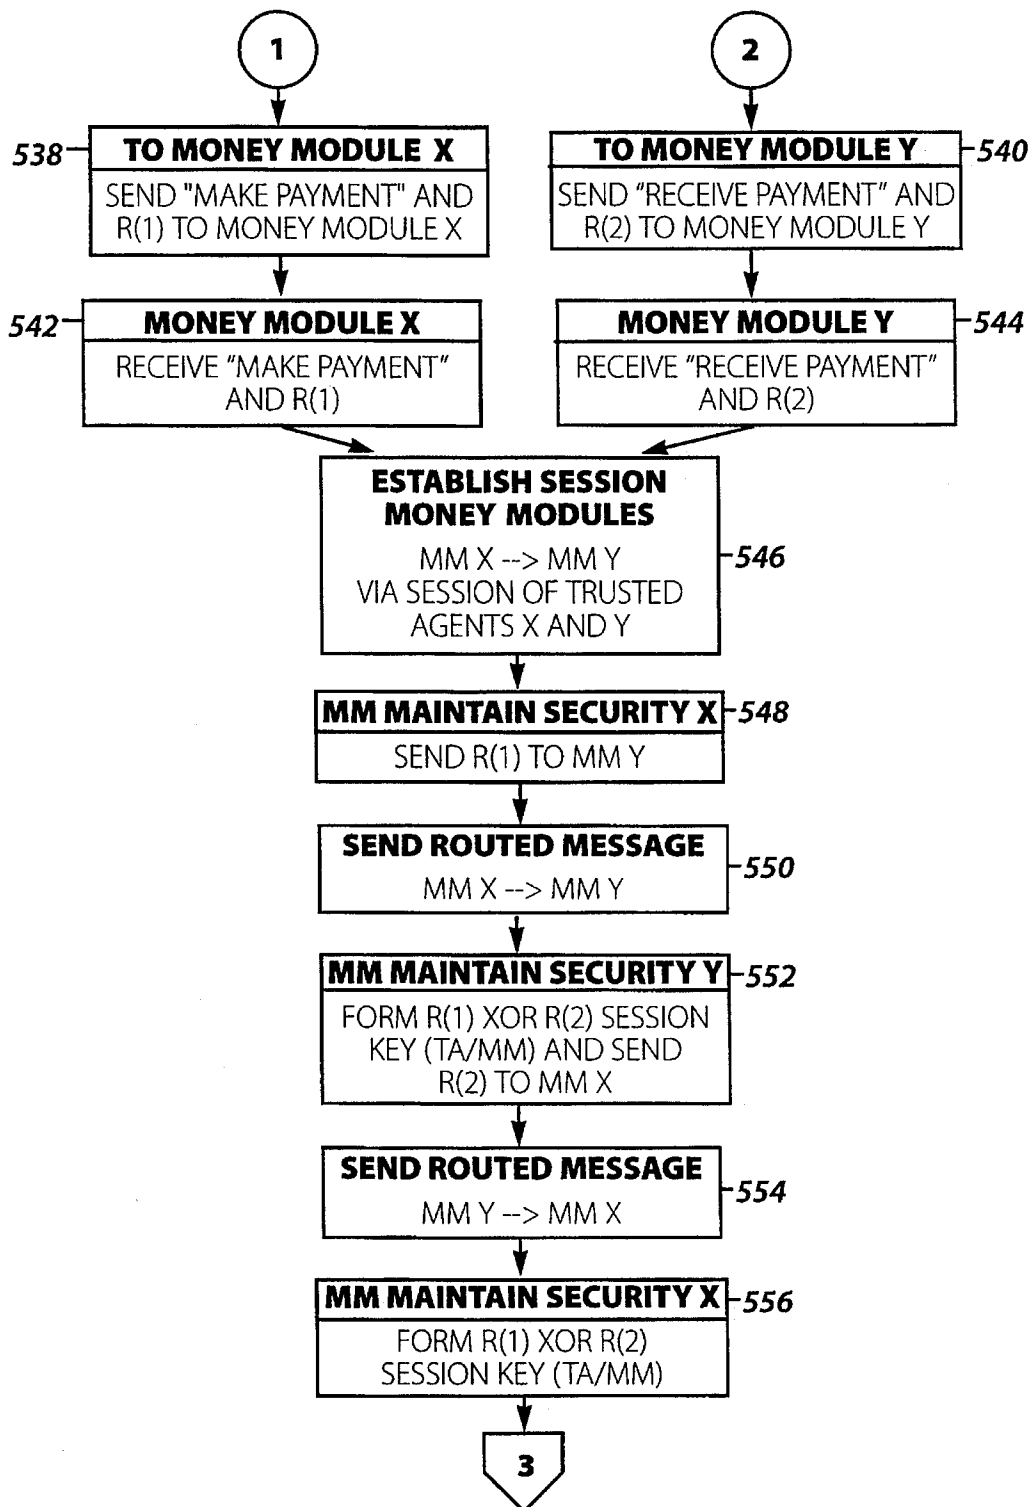 1
2
538
TO MONEY MODULE X
SEND "MAKE PAYMENT" AND
R(1) TO MONEY MODULE X
TO MONEY MODULE Y
540
SEND "RECEIVE PAYMENT" AND
R(2) TO MONEY MODULE Y
542
MONEY MODULE X
RECEIVE "MAKE PAYMENT"
AND R(1)
MONEY MODULE Y
544
RECEIVE "RECEIVE PAYMENT"
AND R(2)
ESTABLISH SESSION
MONEY MODULES
MM X --> MM Y
VIA SESSION OF TRUSTED
AGENTS X AND Y
546
MM MAINTAIN SECURITY X
548
SEND R(1) TO MM Y
SEND ROUTED MESSAGE
MM X --> MM Y
550
MM MAINTAIN SECURITY Y
552
FORM R(1) XOR R(2) SESSION
KEY (TA/MM) AND SEND
R(2) TO MM X
SEND ROUTED MESSAGE
MM Y --> MM X
554
MM MAINTAIN SECURITY X
556
FORM R(1) XOR R(2)
SESSION KEY (TA/MM)
3